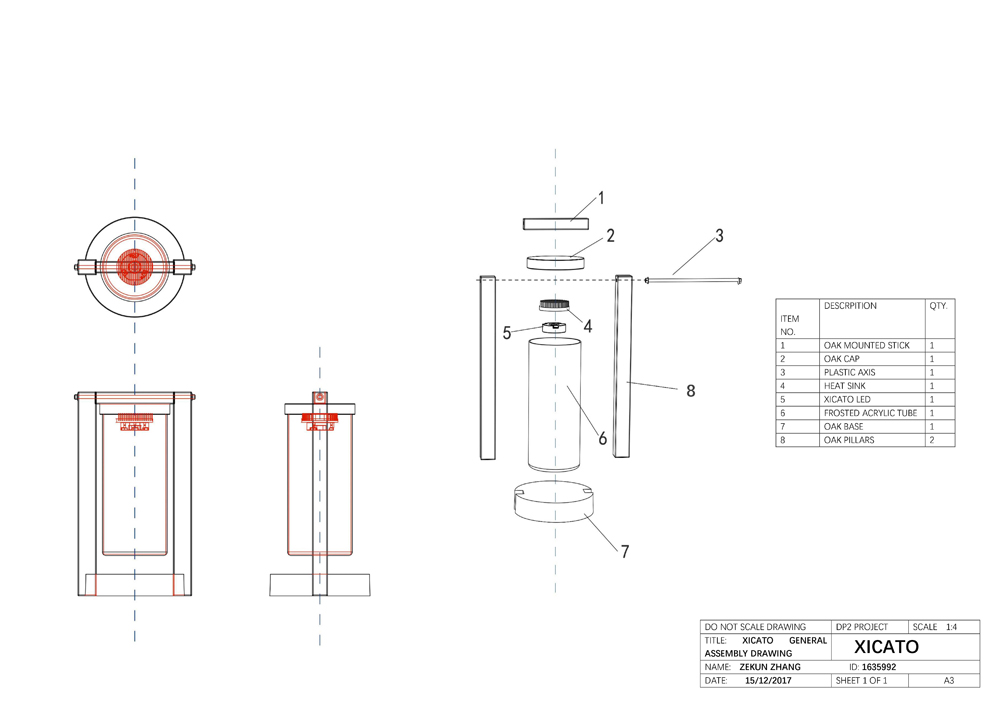 1
2
3
4
5
6
7
8
ITEM NO. DESCRPITION QTY.
1 OAK MOUNTED STICK 1
2 OAK CAP 1
3 PLASTIC AXIS 1
4 HEAT SINK 1
5 XICATO LED 1
6 FROSTED ACRYLIC TUBE 1
7 OAK BASE 1
8 OAK PILLARS 2
DO NOT SCALE DRAWING DP2 PROJECT SCALE 1:4
TITLE: XICATO GENERAL
ASSEMBLY DRAWING
XICATO
NAME: ZEKUN ZHANG ID: 1635992
DATE: 15/12/2017 SHEET 1 OF 1 A3